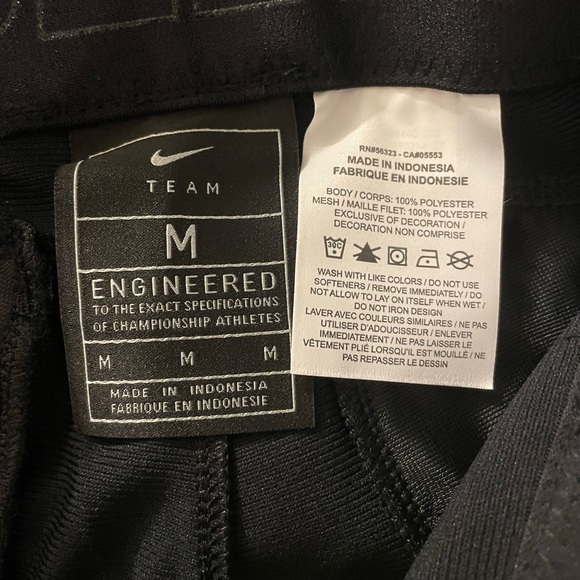 TEAM
M
ENGINEERED
TO THE EXACT SPECIFICATIONS
OF CHAMPIONSHIP ATHLETES
M M M
MADE IN INDONESIA
FABRIQUE EN INDONESIE
RN#56323 - CA#05553
MADE IN INDONESIA
FABRIQUE EN INDONESIE
BODY / CORPS: 100% POLYESTER
MESH / MAILLE FILET: 100% POLYESTER
EXCLUSIVE OF DECORATION /
DECORATION NON COMPRISE
30C
WASH WITH LIKE COLORS / DO NOT USE
SOFTENERS / REMOVE IMMEDIATELY / DO
NOT ALLOW TO LAY ON ITSELF WHEN WET /
DO NOT IRON DESIGN
LAVER AVEC COULEURS SIMILAIRES / NE PAS
UTILISER D'ADOUCISSEUR / ENLEVER
IMMÉDIATEMENT / NE PAS LAISSER LE
VÊTEMENT PLIÉ LORSQU'IL EST MOUILLÉ / NE
PAS REPASSER LE DESSIN